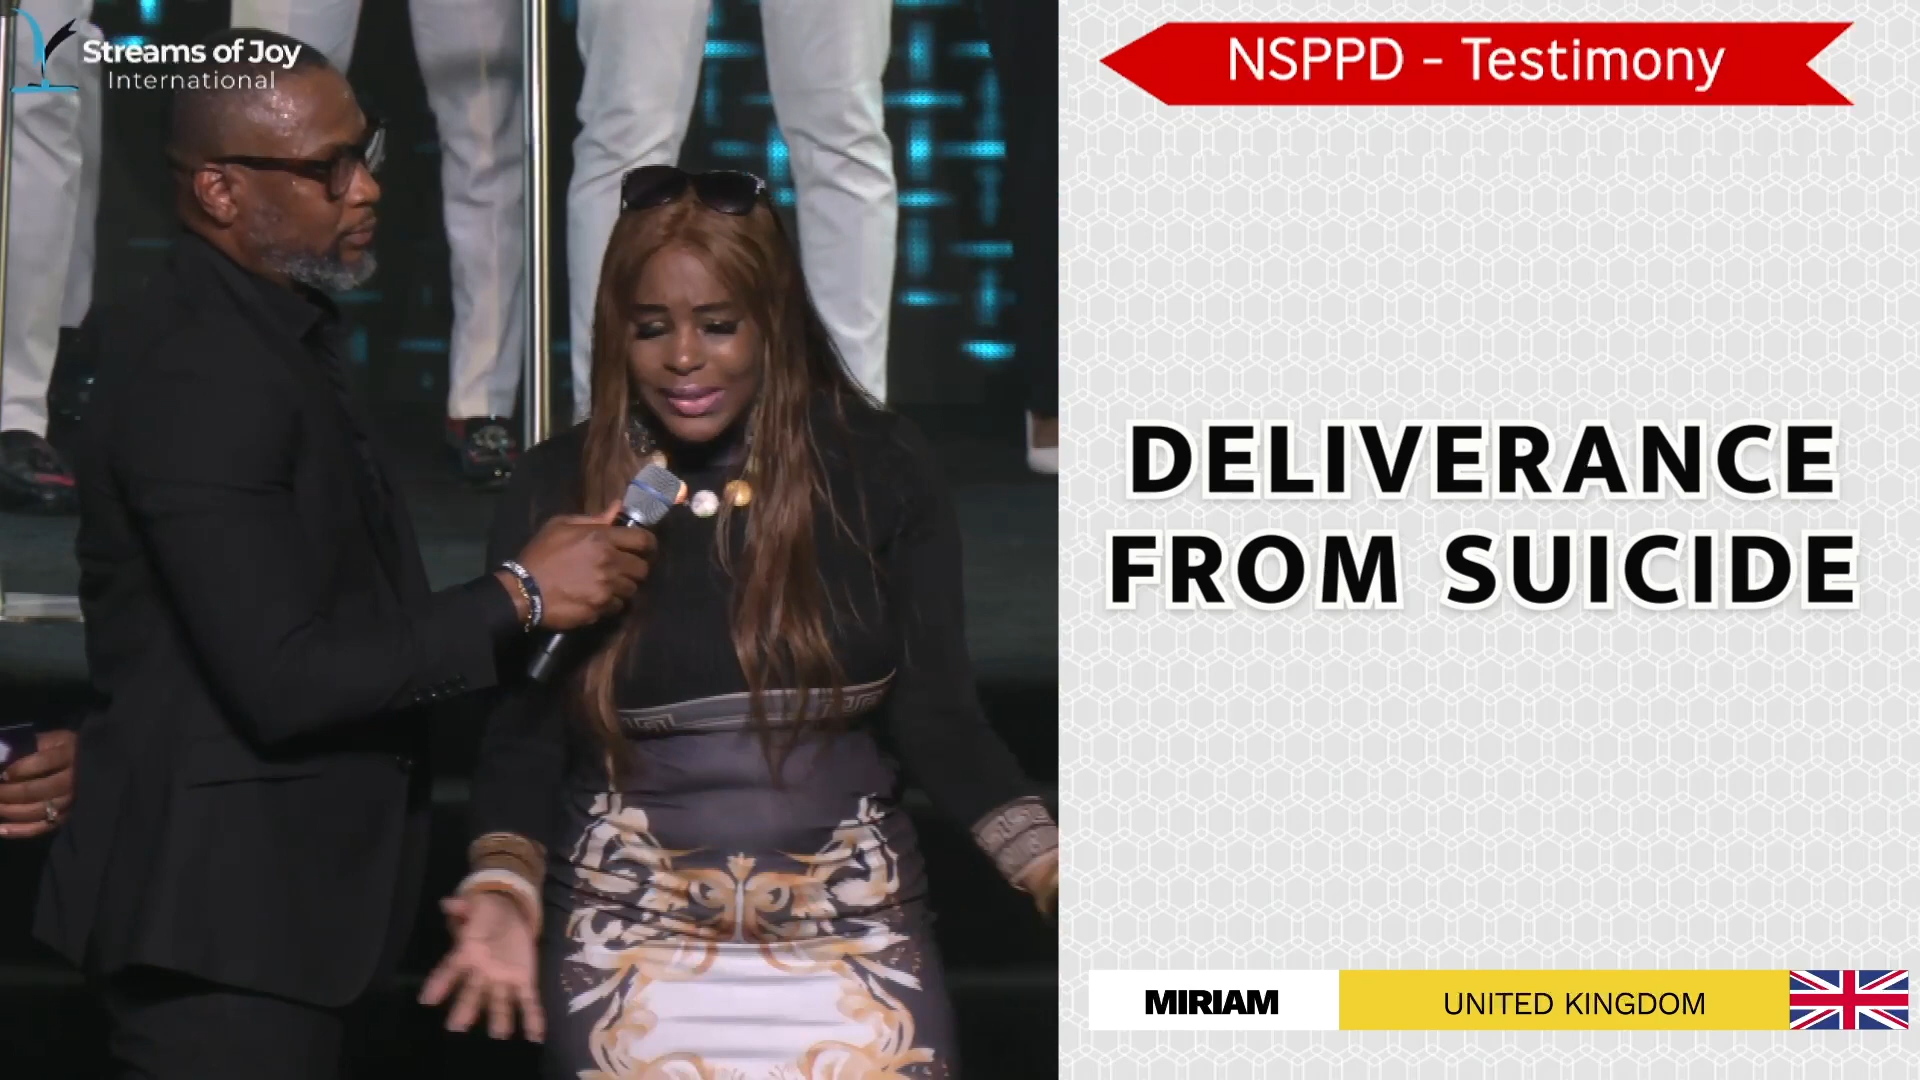 Streams of Joy
International
NSPPD - Testimony
DELIVERANCE
FROM SUICIDE
MIRIAM
UNITED KINGDOM